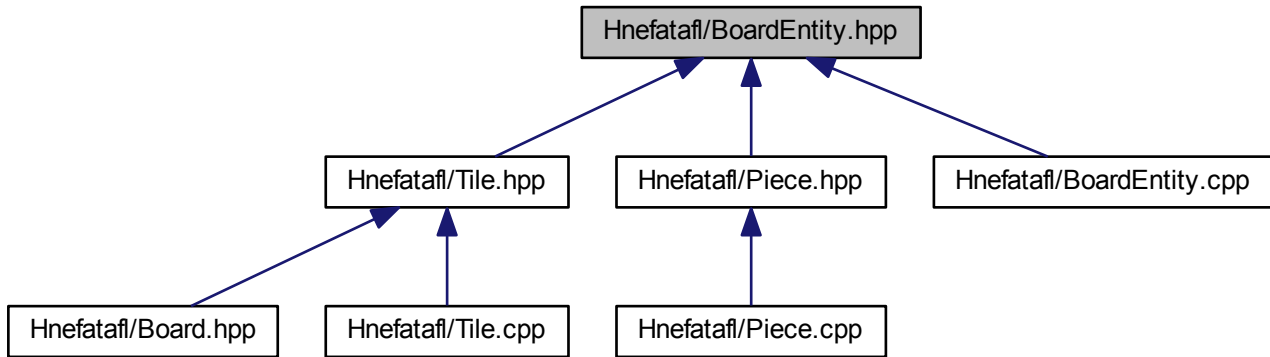 Hnefatafl/BoardEntity.hpp
Hnefatafl/Tile.hpp
Hnefatafl/Piece.hpp
Hnefatafl/BoardEntity.cpp
Hnefatafl/Board.hpp
Hnefatafl/Tile.cpp
Hnefatafl/Piece.cpp